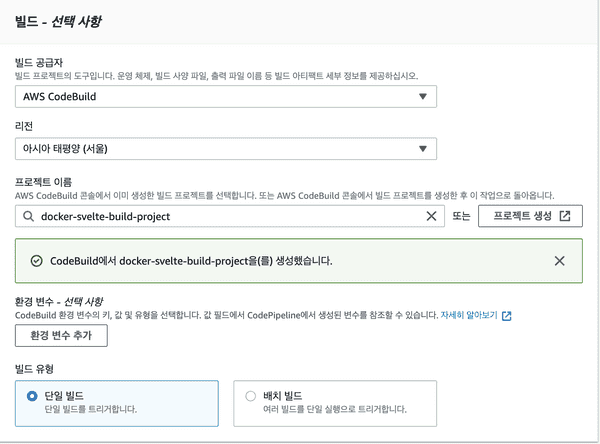 빌드 - 선택 사항
빌드 공급자
빌드 프로젝트의 도구입니다. 운영 체제, 빌드 사양 파일, 출력 파일 이름 등 빌드 아티팩트 세부 정보를 제공하십시오.
AWS CodeBuild
리전
아시아 태평양 (서울)
프로젝트 이름
AWS CodeBuild 콘솔에서 이미 생성한 빌드 프로젝트를 선택합니다. 또는 AWS CodeBuild 콘솔에서 빌드 프로젝트를 생성한 후 이 작업으로 돌아옵니다.
docker-svelte-build-project 또는 프로젝트 생성
CodeBuild에서 docker-svelte-build-project을(를) 생성했습니다.
환경 변수 - 선택 사항
CodeBuild 환경 변수의 키, 값 및 유형을 선택합니다. 값 필드에서 CodePipeline에서 생성된 변수를 참조할 수 있습니다. 자세히 알아보기
환경 변수 추가
빌드 유형
단일 빌드
단일 빌드를 트리거합니다.
배치 빌드
여러 빌드를 단일 실행으로 트리거합니다.